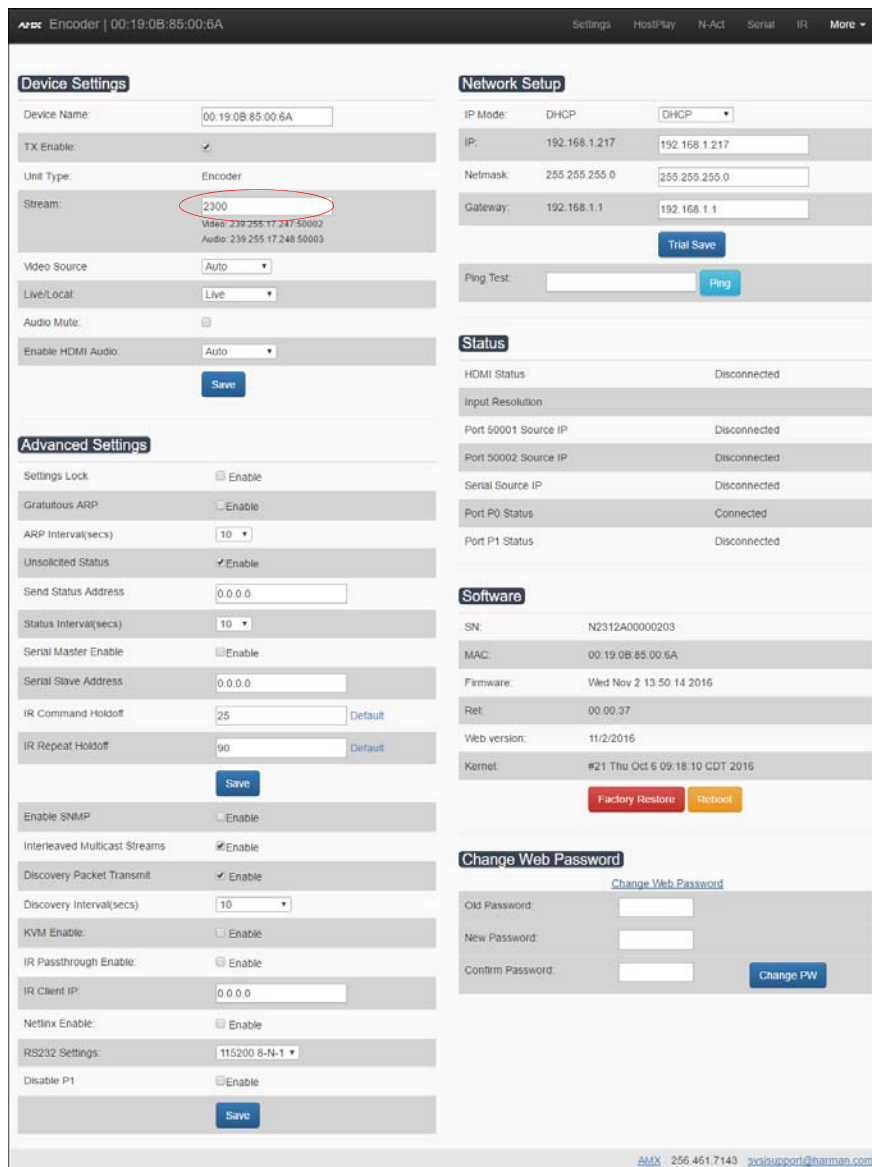 AMX Encoder | 00:19:0B:85:00:6A
Settings HostPlay N-Act Serial IR More
Device Settings
Device Name: 00:19:0B:85:00:6A
TX Enable:
Unit Type: Encoder
Stream: 2300
Video: 239.255.17.247:50002
Audio: 239.255.17.248:50003
Video Source Auto
Live/Local: Live
Audio Mute:
Enable HDMI Audio: Auto
Save
Advanced Settings
Settings Lock Enable
Gratuitous ARP Enable
ARP Interval(secs) 10
Unsolicited Status Enable
Send Status Address 0.0.0.0
Status Interval(secs) 10
Serial Master Enable Enable
Serial Slave Address 0.0.0.0
IR Command Holdoff 25 Default
IR Repeat Holdoff 90 Default
Save
Enable SNMP Enable
Interleaved Multicast Streams Enable
Discovery Packet Transmit Enable
Discovery Interval(secs) 10
KVM Enable: Enable
IR Passthrough Enable: Enable
IR Client IP: 0.0.0.0
Netlinx Enable: Enable
RS232 Settings: 115200 8-N-1
Disable P1 Enable
Save
Network Setup
IP Mode: DHCP DHCP
IP: 192.168.1.217 192.168.1.217
Netmask: 255.255.255.0 255.255.255.0
Gateway: 192.168.1.1 192.168.1.1
Trial Save
Ping Test: Ping
Status
HDMI Status Disconnected
Input Resolution
Port 50001 Source IP Disconnected
Port 50002 Source IP Disconnected
Serial Source IP Disconnected
Port P0 Status Connected
Port P1 Status Disconnected
Software
SN: N2312A00000203
MAC: 00:19:0B:85:00:6A
Firmware: Wed Nov 2 13:50:14 2016
Rel: 00.00.37
Web version: 11/2/2016
Kernel: #21 Thu Oct 6 09:18:10 CDT 2016
Factory Restore Reboot
Change Web Password
Change Web Password
Old Password:
New Password:
Confirm Password: Change PW
AMX 256.461.7143 svsisupport@harman.com